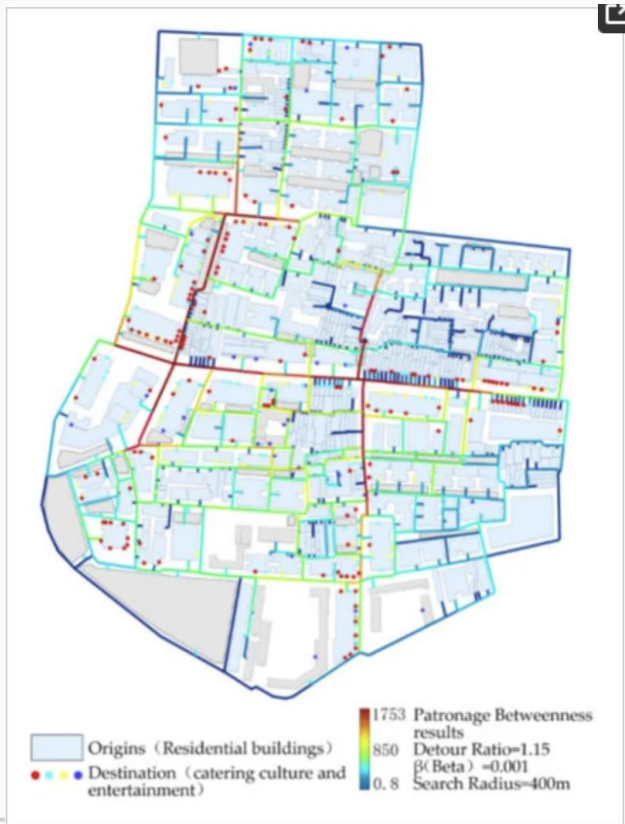 Origins（Residential buildings）
Destination（catering culture and
entertainment）
1753 Patronage Betweenness
results
850 Detour Ratio=1.15
β(Beta) =0.001
0.8 Search Radius=400m